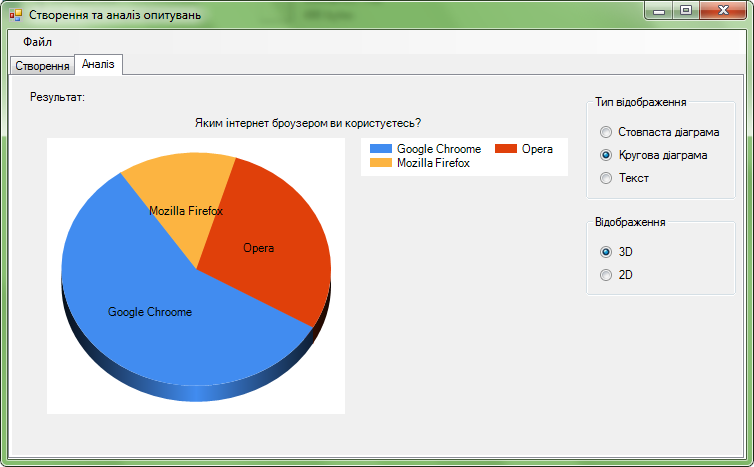 Створення та аналіз опитувань
Файл
Створення Аналіз
Результат:
Яким інтернет броузером ви користуєтесь?
Google Chroome Opera
Mozilla Firefox
Mozilla Firefox
Opera
Google Chroome
Тип відображення
Стовпаста діаграма
Кругова діаграма
Текст
Відображення
3D
2D